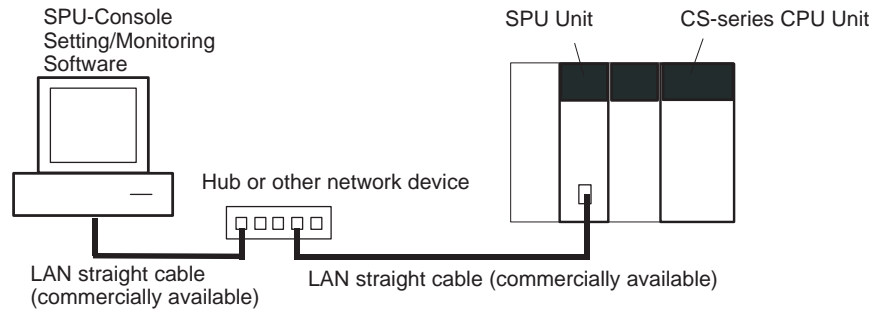 SPU-Console
Setting/Monitoring
Software
SPU Unit
CS-series CPU Unit
Hub or other network device
LAN straight cable
(commercially available)
LAN straight cable (commercially available)